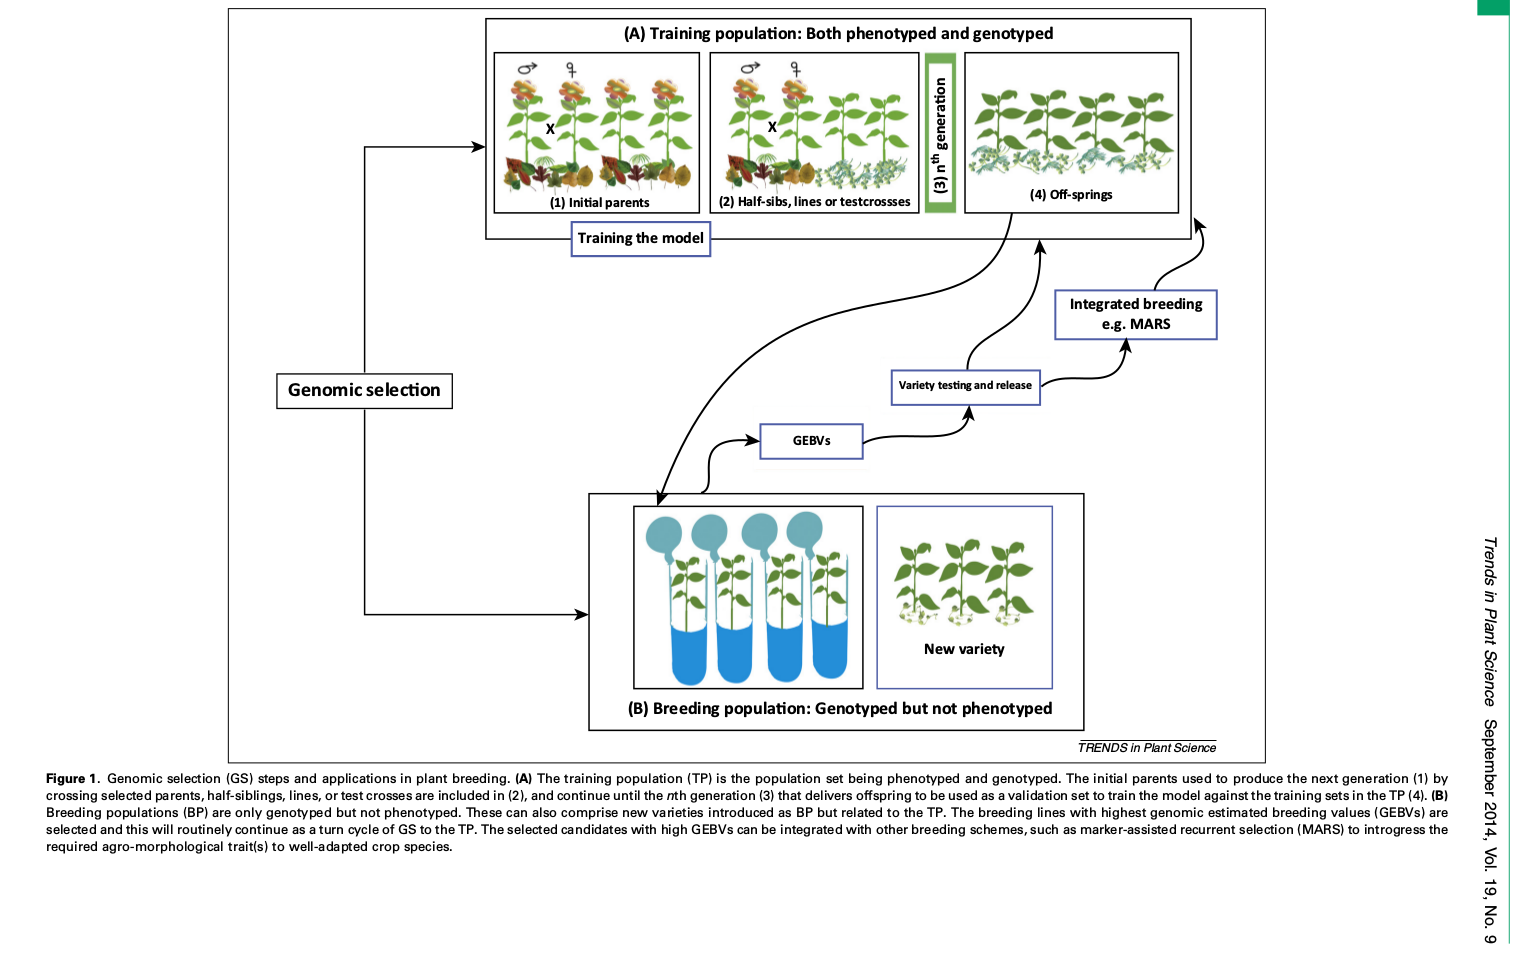 (A) Training population: Both phenotyped and genotyped
♂ ♀
X
(1) Initial parents
♂ ♀
X
(2) Half-sibs, lines or testcrossses
(3) nth generation
(4) Off-springs
Training the model
Integrated breeding
e.g. MARS
Variety testing and release
Genomic selection
GEBVs
New variety
(B) Breeding population: Genotyped but not phenotyped
TRENDS in Plant Science
Figure 1. Genomic selection (GS) steps and applications in plant breeding. (A) The training population (TP) is the population set being phenotyped and genotyped. The initial parents used to produce the next generation (1) by
crossing selected parents, half-siblings, lines, or test crosses are included in (2), and continue until the nth generation (3) that delivers offspring to be used as a validation set to train the model against the training sets in the TP (4). (B)
Breeding populations (BP) are only genotyped but not phenotyped. These can also comprise new varieties introduced as BP but related to the TP. The breeding lines with highest genomic estimated breeding values (GEBVs) are
selected and this will routinely continue as a turn cycle of GS to the TP. The selected candidates with high GEBVs can be integrated with other breeding schemes, such as marker-assisted recurrent selection (MARS) to introgress the
required agro-morphological trait(s) to well-adapted crop species.
Trends in Plant Science September 2014, Vol. 19, No. 9